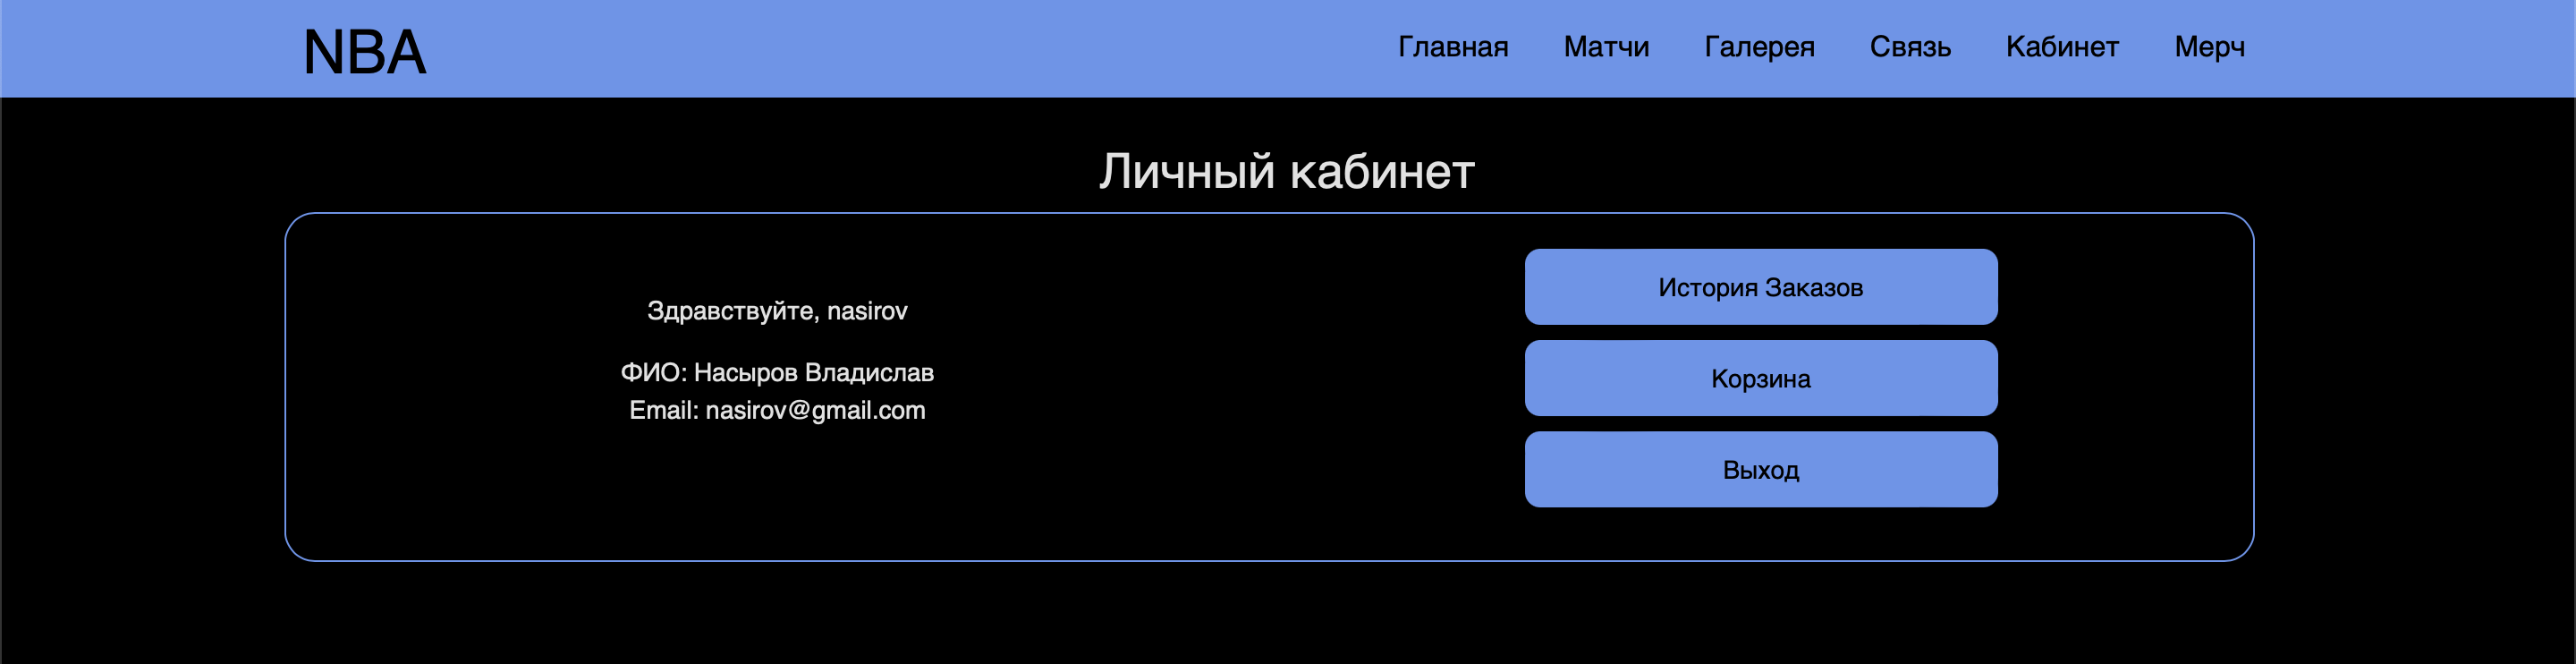 NBA
Главная Матчи Галерея Связь Кабинет Мерч
Личный кабинет
Здравствуйте, nasirov
ФИО: Насыров Владислав
Email: nasirov@gmail.com
История Заказов
Корзина
Выход